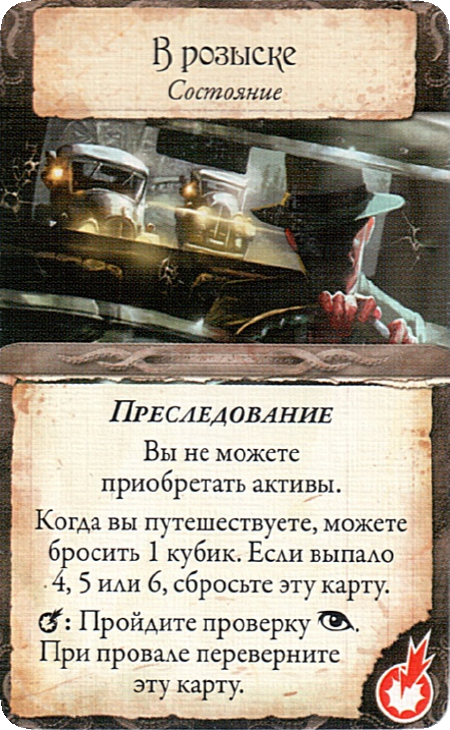 В розыске
Состояние
Преследование
Вы не можете
приобретать активы.
Когда вы путешествуете, можете
бросить 1 кубик. Если выпало
4, 5 или 6, сбросьте эту карту.
: Пройдите проверку .
При провале переверните
эту карту.